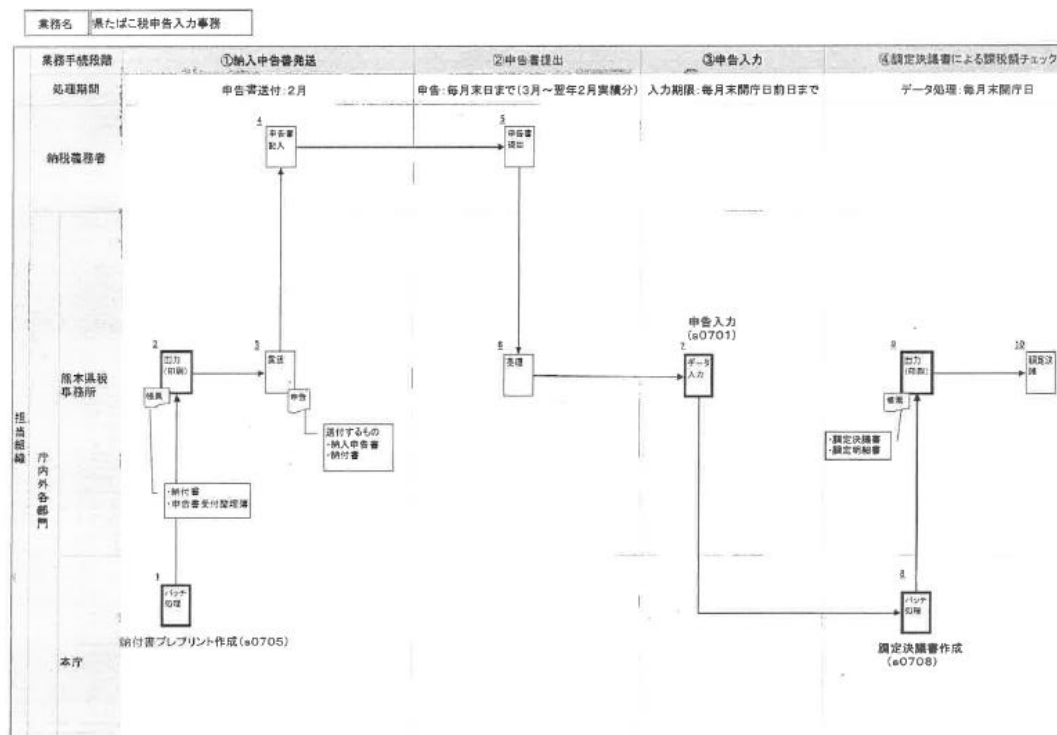 業務名 県たばこ税申告入力事務
業務手続段階 ①納入申告書発送 ②申告書提出 ③申告入力 ④調定決議書による課税額チェック
処理期間 申告書送付:2月 申告:毎月末日まで(3月～翌年2月実績分) 入力期限:毎月末開庁日前日まで データ処理:毎月末開庁日
担当組織
納税義務者
4
申告書
記入
5
申告書
提出
庁内外各部門
熊本県税
事務所
2
出力
(印刷)
帳票
3
発送
申告
送付するもの
・納入申告書
・納付書
・納付書
・申告書受付整理簿
6
受理
申告入力
(s0701)
7
データ
入力
9
出力
(印刷)
帳票
・調定決議書
・調定明細書
10
調定決
議
本庁
1
バッチ
処理
納付書プレプリント作成(s0705)
8
バッチ
処理
調定決議書作成
(s0708)